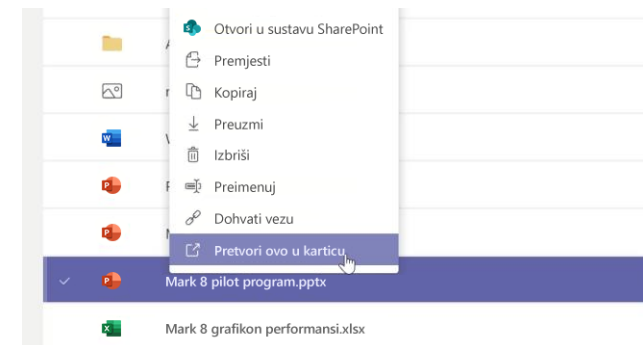 Otvori u sustavu SharePoint
Premjesti
Kopiraj
Preuzmi
Izbriši
Preimenuj
Dohvati vezu
Pretvori ovo u karticu
Mark 8 pilot program.pptx
Mark 8 grafikon performansi.xlsx